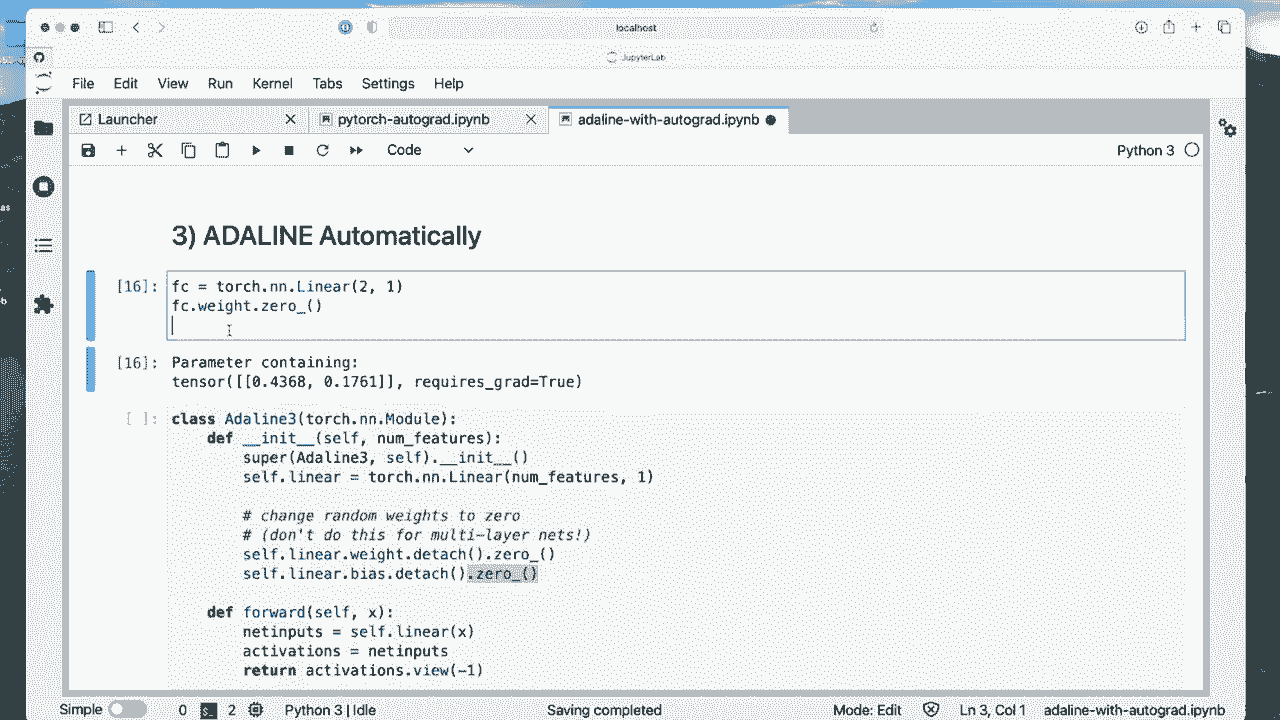 localhost
JupyterLab
File Edit View Run Kernel Tabs Settings Help
Launcher pytorch-autograd.ipynb adaline-with-autograd.ipynb
Code Python 3
3) ADALINE Automatically
[16]: fc = torch.nn.Linear(2, 1)
fc.weight.zero_()
[16]: Parameter containing:
tensor([[0.4368, 0.1761]], requires_grad=True)
[ ]: class Adaline3(torch.nn.Module):
def __init__(self, num_features):
super(Adaline3, self).__init__()
self.linear = torch.nn.Linear(num_features, 1)
# change random weights to zero
# (don't do this for multi-layer nets!)
self.linear.weight.detach().zero_()
self.linear.bias.detach().zero_()
def forward(self, x):
netinputs = self.linear(x)
activations = netinputs
return activations.view(-1)
Simple 0 2 Python 3 | Idle Saving completed Mode: Edit Ln 3, Col 1 adaline-with-autograd.ipynb